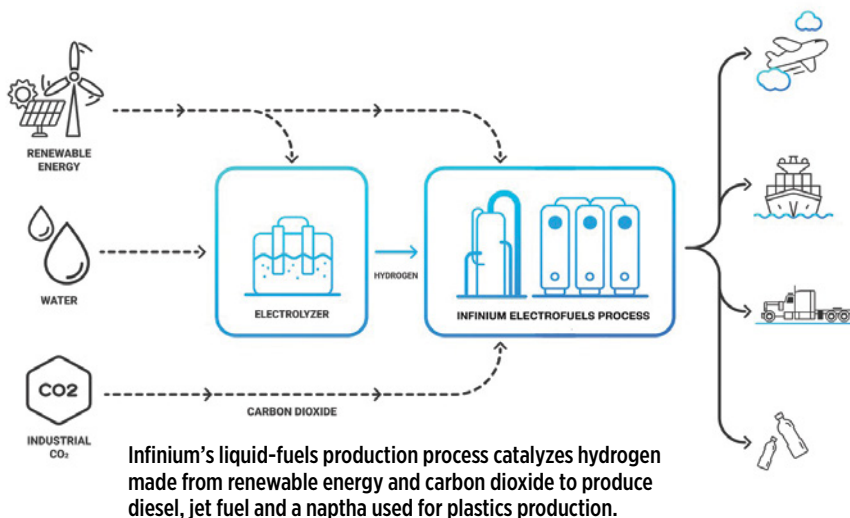 RENEWABLE
ENERGY
WATER
CO2
INDUSTRIAL
CO₂
ELECTROLYZER
HYDROGEN
INFINIUM ELECTROFUELS PROCESS
CARBON DIOXIDE
Infinium’s liquid-fuels production process catalyzes hydrogen
made from renewable energy and carbon dioxide to produce
diesel, jet fuel and a naptha used for plastics production.